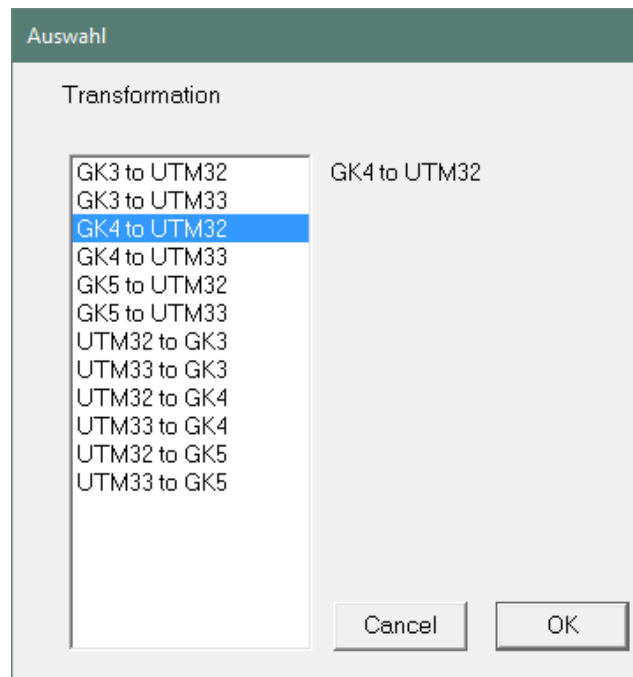 Auswahl
Transformation
GK3 to UTM32
GK3 to UTM33
GK4 to UTM32
GK4 to UTM33
GK5 to UTM32
GK5 to UTM33
UTM32 to GK3
UTM33 to GK3
UTM32 to GK4
UTM33 to GK4
UTM32 to GK5
UTM33 to GK5
GK4 to UTM32
Cancel
OK